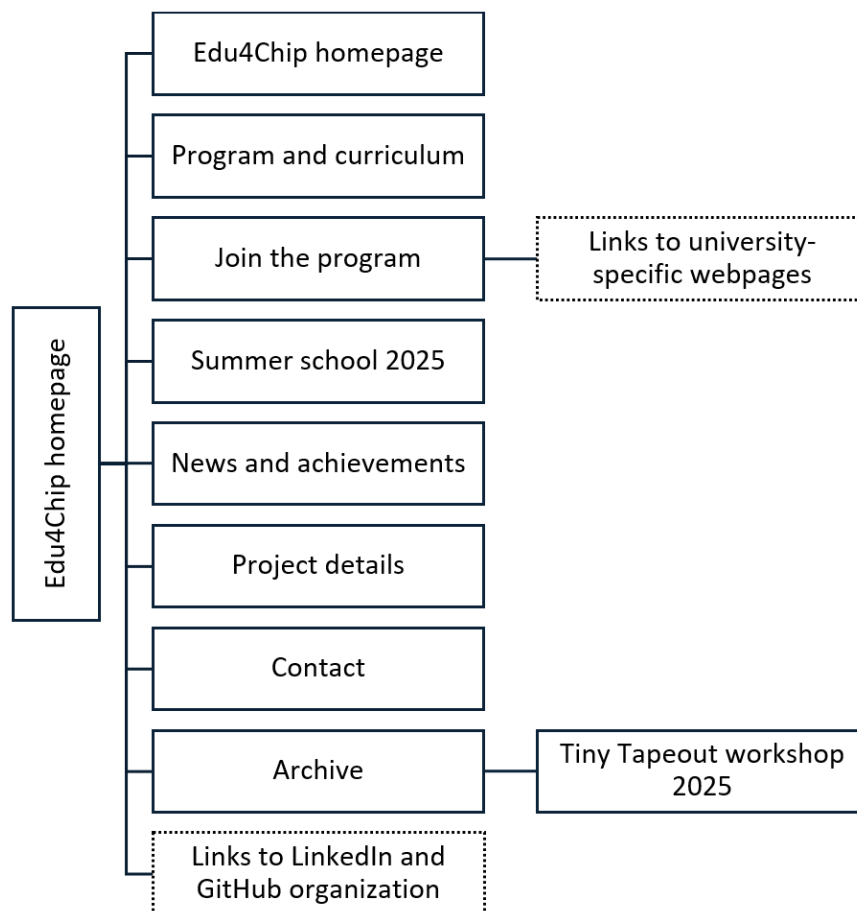 Edu4Chip homepage
Edu4Chip homepage
Program and curriculum
Join the program
Links to university-
specific webpages
Summer school 2025
News and achievements
Project details
Contact
Archive
Tiny Tapeout workshop
2025
Links to LinkedIn and
GitHub organization